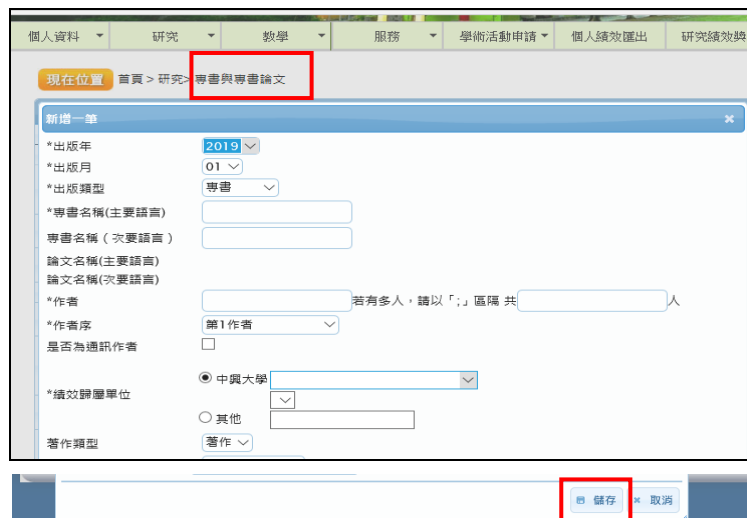 個人資料 研究 教學 服務 學術活動申請 個人績效匯出 研究績效獎
現在位置 首頁 > 研究> 專書與專書論文
新增一筆
*出版年 2019
*出版月 01
*出版類型 專書
*專書名稱(主要語言)
專書名稱（次要語言）
論文名稱(主要語言)
論文名稱(次要語言)
*作者 若有多人，請以「;」區隔 共 人
*作者序 第1作者
是否為通訊作者
*績效歸屬單位 中興大學
其他
著作類型 著作
儲存 取消